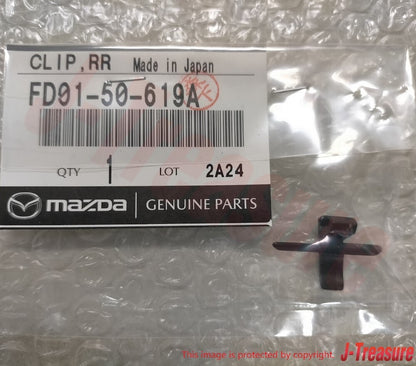 CLIP, RR Made in Japan
FD01-50-619A
QTY 1 LOT 2A24
mazda GENUINE PARTS
This image is protected by copyright.
J-Treasure